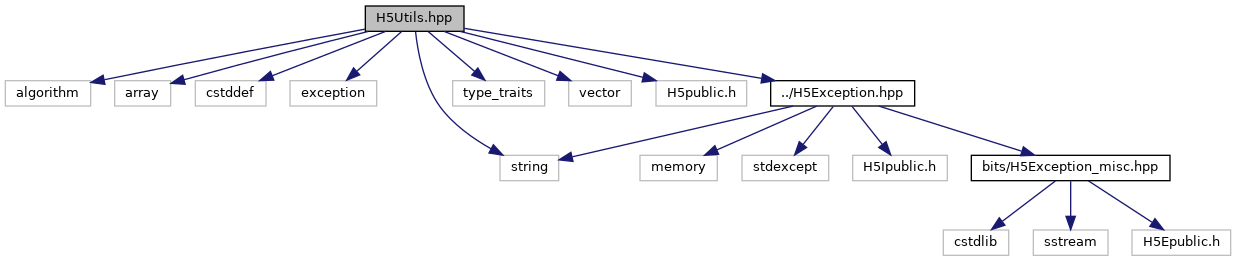 H5Utils.hpp
algorithm
array
cstddef
exception
type_traits
vector
H5public.h
../H5Exception.hpp
string
memory
stdexcept
H5Ipublic.h
bits/H5Exception_misc.hpp
cstdlib
sstream
H5Epublic.h